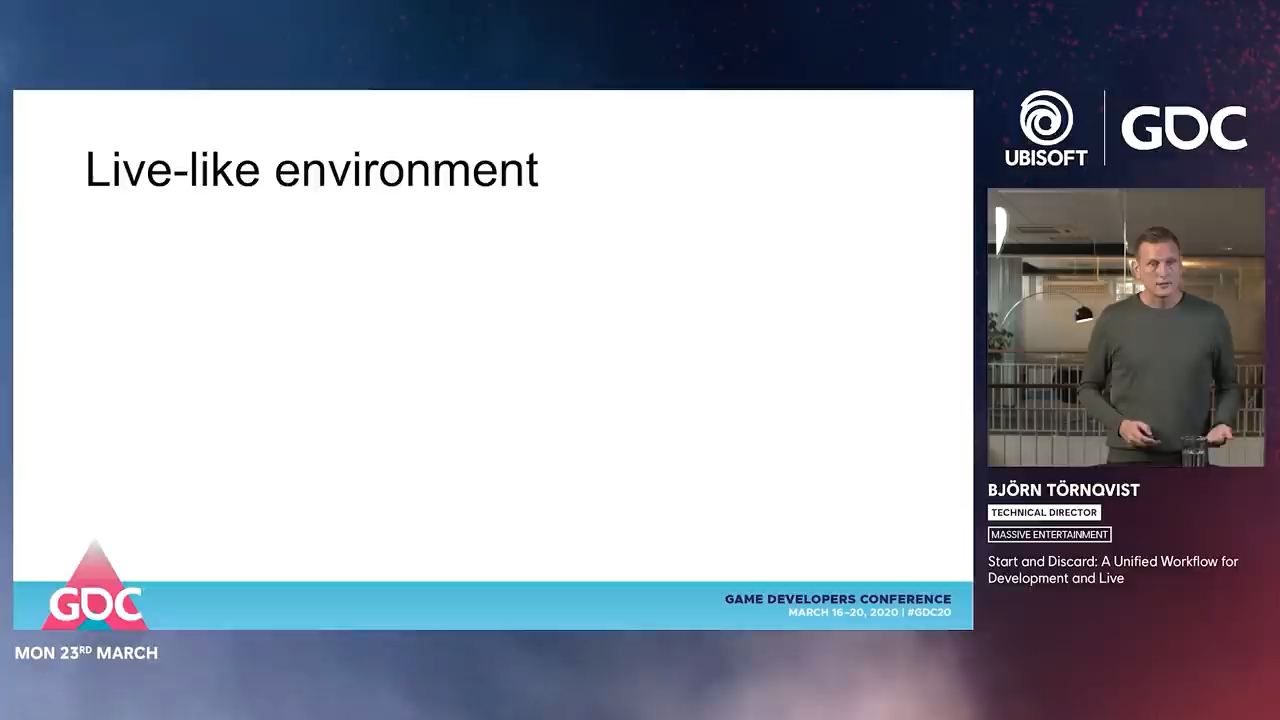 Live-like environment
GDC
GAME DEVELOPERS CONFERENCE
MARCH 16-20, 2020 | #GDC20
MON 23RD MARCH
UBISOFT
GDC
BJÖRN TÖRNQVIST
TECHNICAL DIRECTOR
MASSIVE ENTERTAINMENT
Start and Discard: A Unified Workflow for
Development and Live